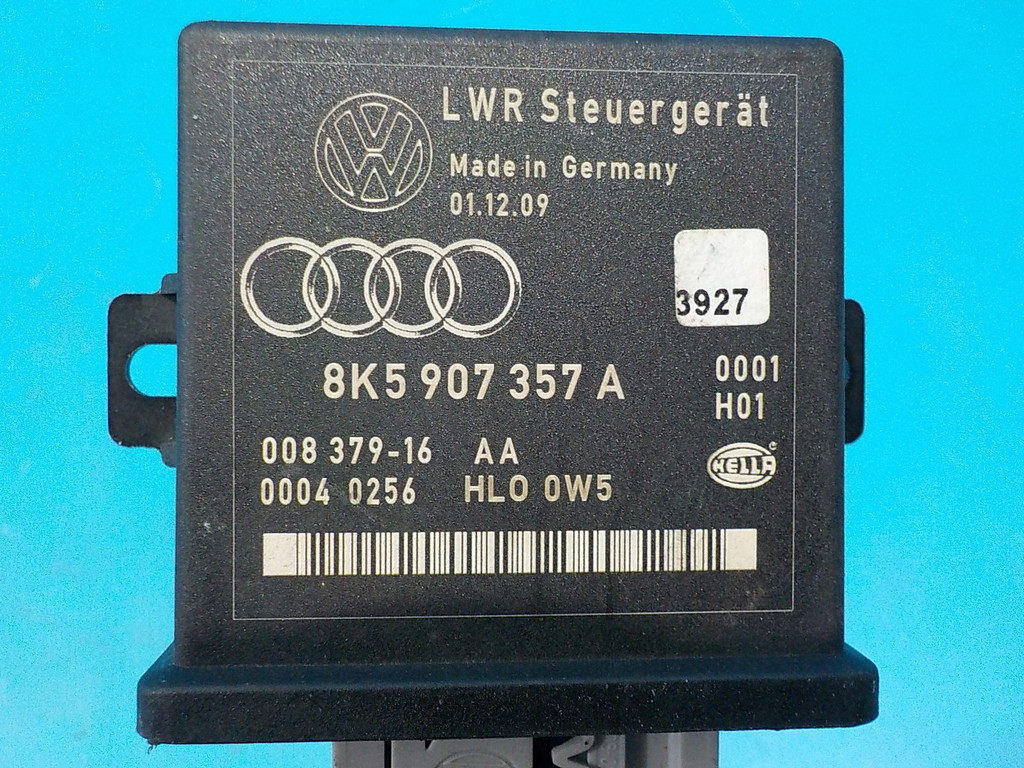 LWR Steuergerät
Made in Germany
01.12.09
3927
8K5 907 357 A
0001
H01
008 379-16 AA
0004 0256 HLO 0W5
HELLA